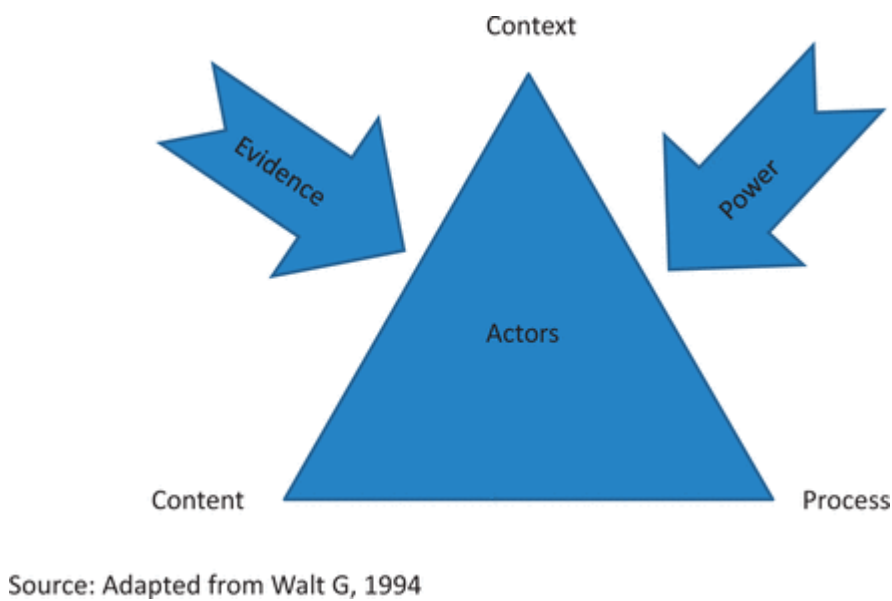 Context
Evidence
Power
Actors
Content
Process
Source: Adapted from Walt G, 1994